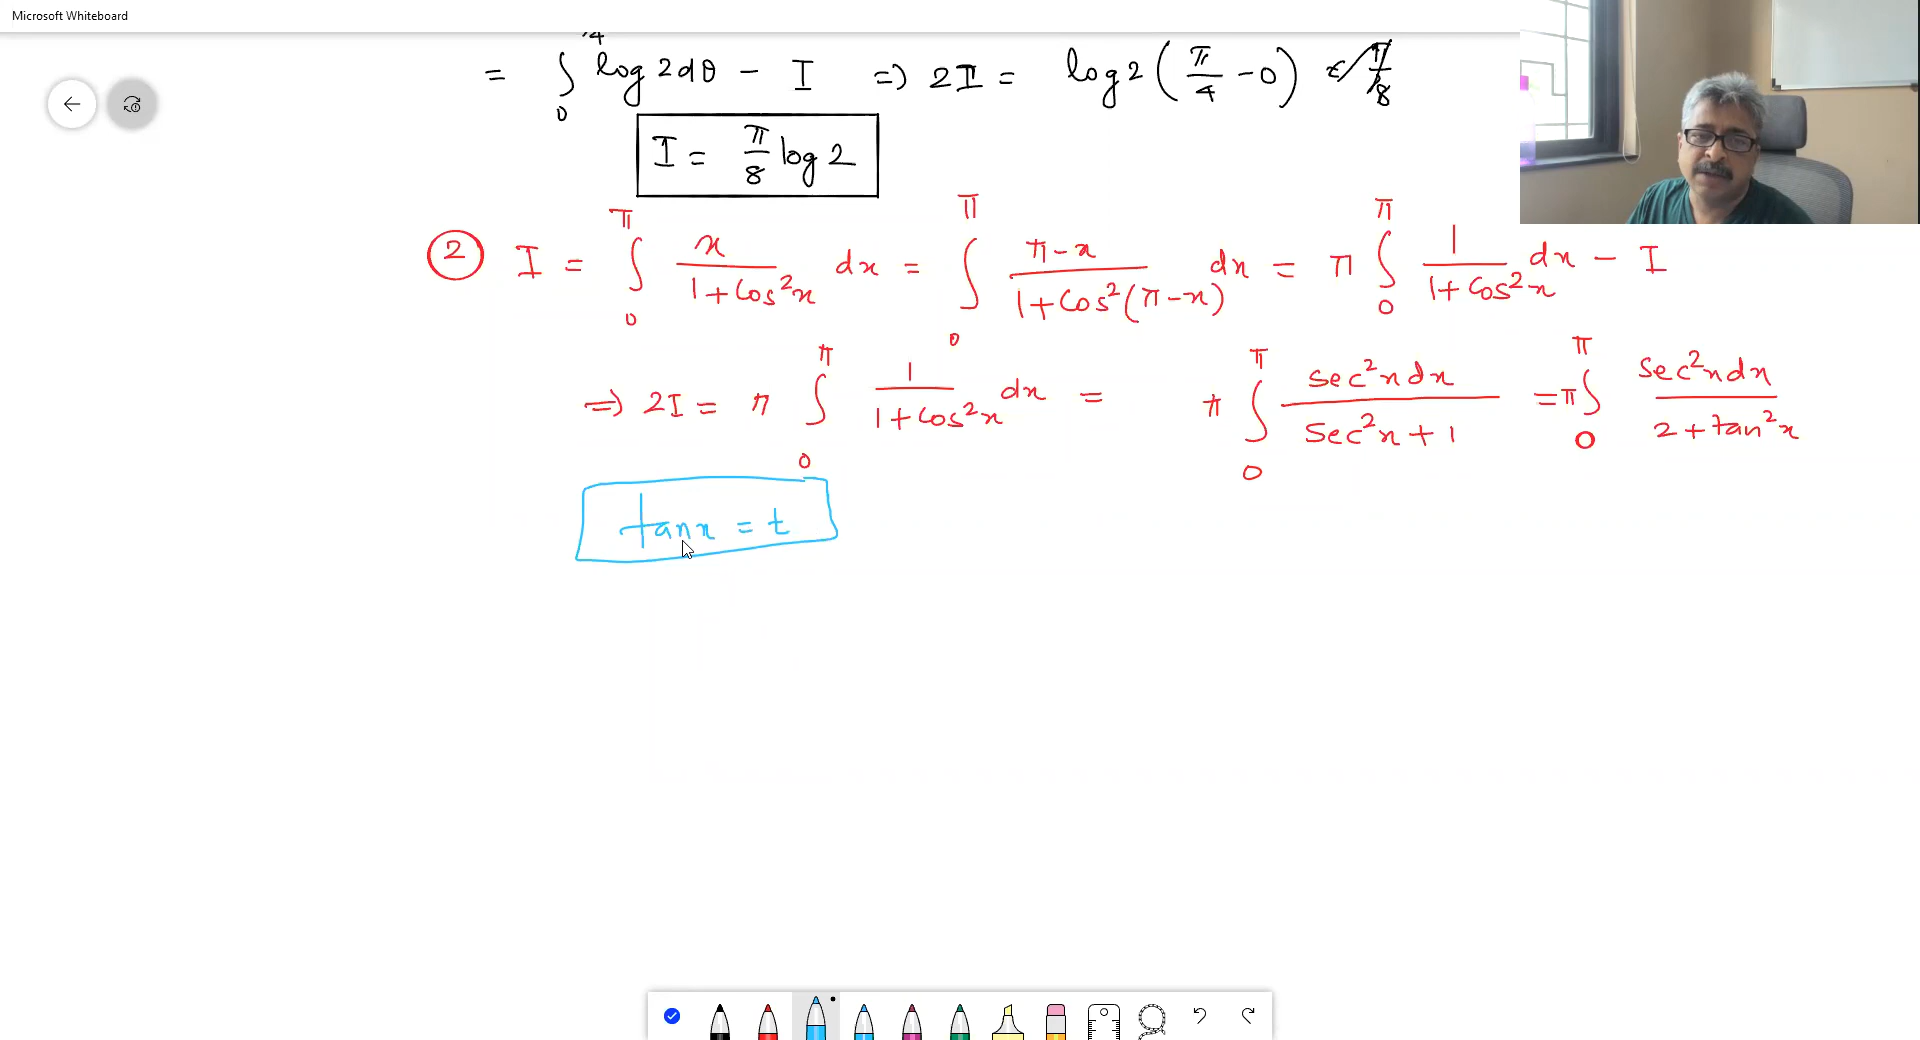 Microsoft Whiteboard
= ∫₀^{π/4} log 2 dθ − I ⇒ 2I = log 2 (π/4 − 0)
I = π/8 log 2
② I = ∫₀^π x/(1+Cos²x) dx = ∫₀^π (π−x)/(1+Cos²(π−x)) dx = π ∫₀^π 1/(1+Cos²x) dx − I
⇒ 2I = π ∫₀^π 1/(1+Cos²x) dx = π ∫₀^π sec²x dx/(sec²x+1) = π ∫₀^π sec²x dx/(2+tan²x)
tan x = t